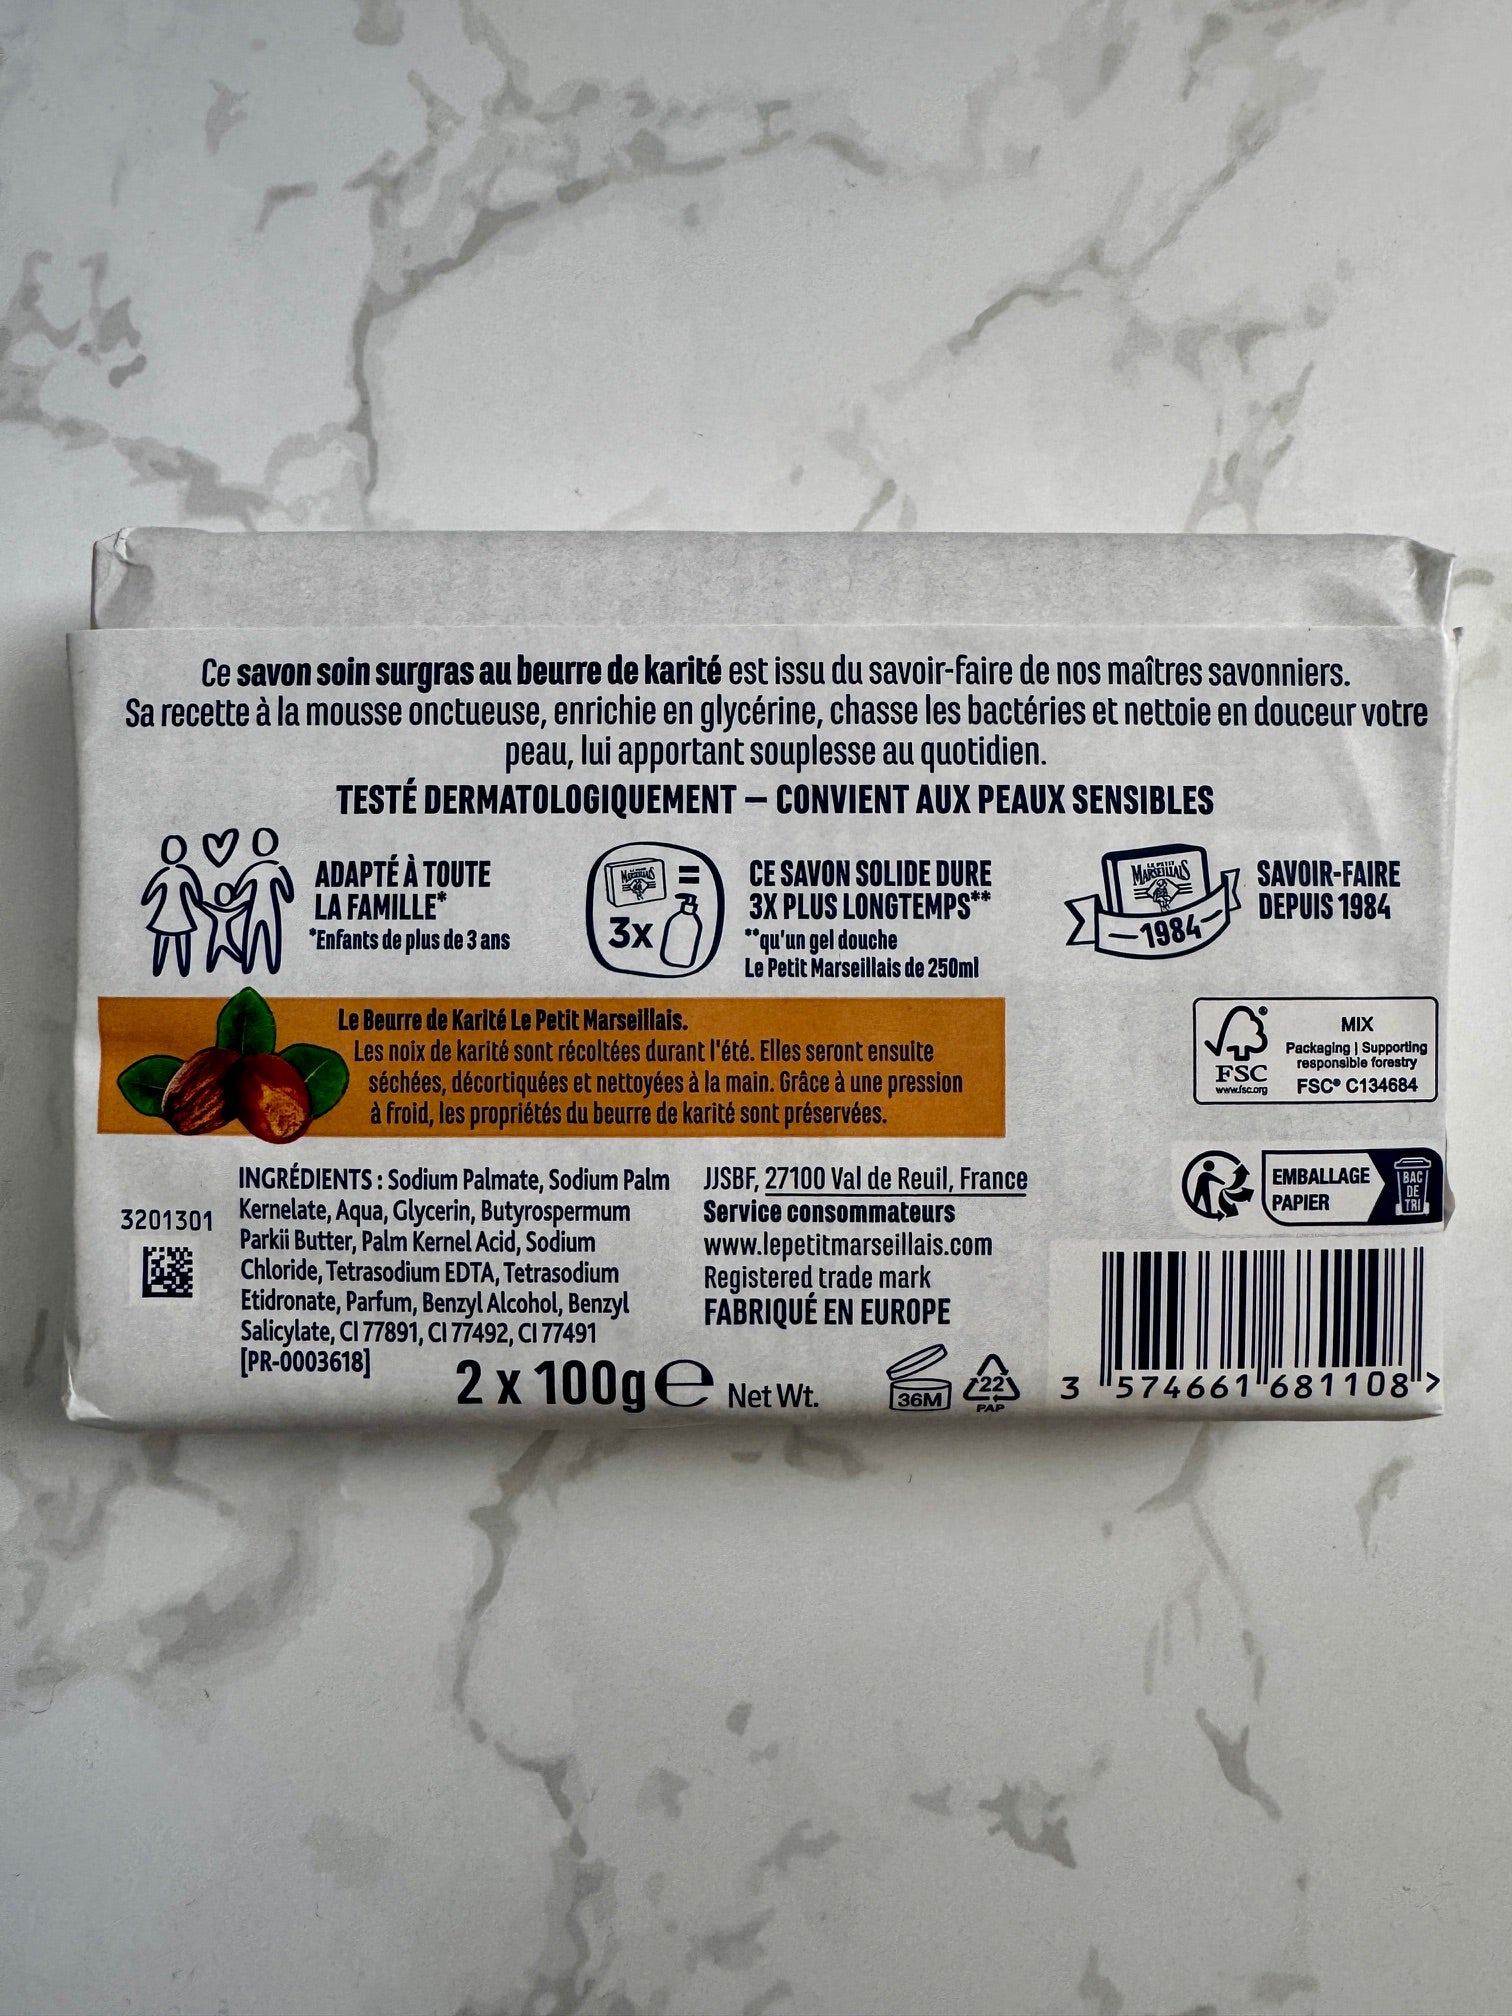 Ce savon soin surgras au beurre de karité est issu du savoir-faire de nos maîtres savonniers.
Sa recette à la mousse onctueuse, enrichie en glycérine, chasse les bactéries et nettoie en douceur votre
peau, lui apportant souplesse au quotidien.
TESTÉ DERMATOLOGIQUEMENT – CONVIENT AUX PEAUX SENSIBLES
ADAPTÉ À TOUTE
LA FAMILLE*
*Enfants de plus de 3 ans
MARSEILLAIS
=
3x
CE SAVON SOLIDE DURE
3X PLUS LONGTEMPS**
**qu'un gel douche
Le Petit Marseillais de 250ml
LE PETIT
MARSEILLAIS
1984
SAVOIR-FAIRE
DEPUIS 1984
Le Beurre de Karité Le Petit Marseillais.
Les noix de karité sont récoltées durant l'été. Elles seront ensuite
séchées, décortiquées et nettoyées à la main. Grâce à une pression
à froid, les propriétés du beurre de karité sont préservées.
FSC
www.fsc.org
MIX
Packaging | Supporting
responsible forestry
FSC® C134684
3201301
INGRÉDIENTS : Sodium Palmate, Sodium Palm
Kernelate, Aqua, Glycerin, Butyrospermum
Parkii Butter, Palm Kernel Acid, Sodium
Chloride, Tetrasodium EDTA, Tetrasodium
Etidronate, Parfum, Benzyl Alcohol, Benzyl
Salicylate, CI 77891, CI 77492, CI 77491
[PR-0003618]
JJSBF, 27100 Val de Reuil, France
Service consommateurs
www.lepetitmarseillais.com
Registered trade mark
FABRIQUÉ EN EUROPE
EMBALLAGE
PAPIER
BAC
DE
TRI
2 x 100g e Net Wt.
36M
22
PAP
3 574661 681108 >